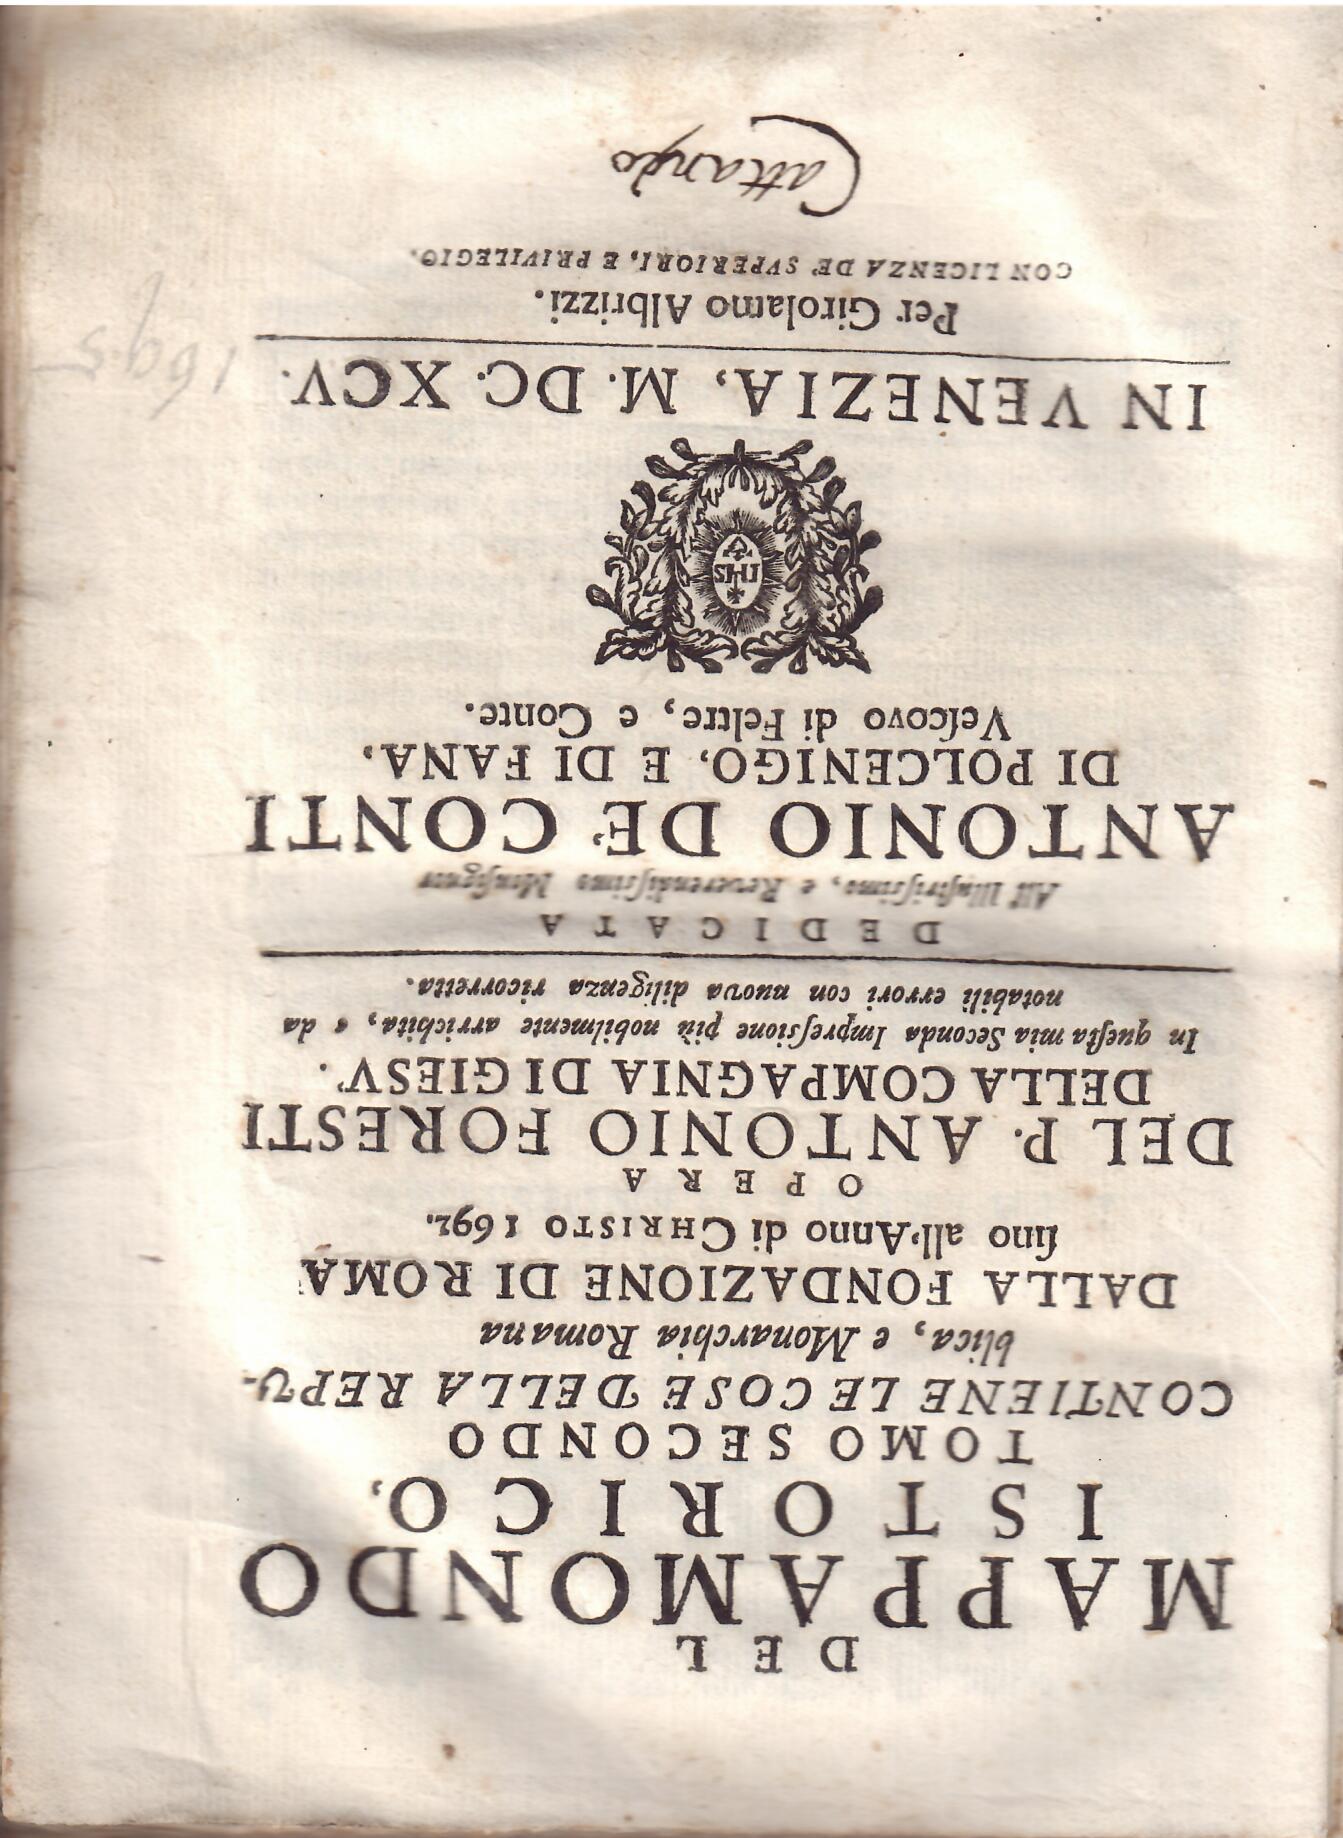 DEL
MAPPAMONDO
ISTORICO,
TOMO SECONDO
CONTIENE LE COSE DELLA REPU-
blica, e Monarchia Romana
DALLA FONDAZIONE DI ROMA
ſino all'Anno di CHRISTO 1692.
OPERA
DEL P. ANTONIO FORESTI
DELLA COMPAGNIA DI GIESV'.
In queſta mia Seconda Impreſſione più nobilmente arrichita, e da
notabili errori con nuova diligenza ricorretta.
DEDICATA
All' Illuſtriſſimo, e Reverendiſſimo Monſignor
ANTONIO DE' CONTI
DI POLCENIGO, E DI FANA,
Veſcovo di Feltre, e Conte.
IHS
IN VENEZIA, M. DC. XCV.
Per Girolamo Albrizzi.
CON LICENZA DE' SVPERIORI, E PRIVILEGIO.
1695